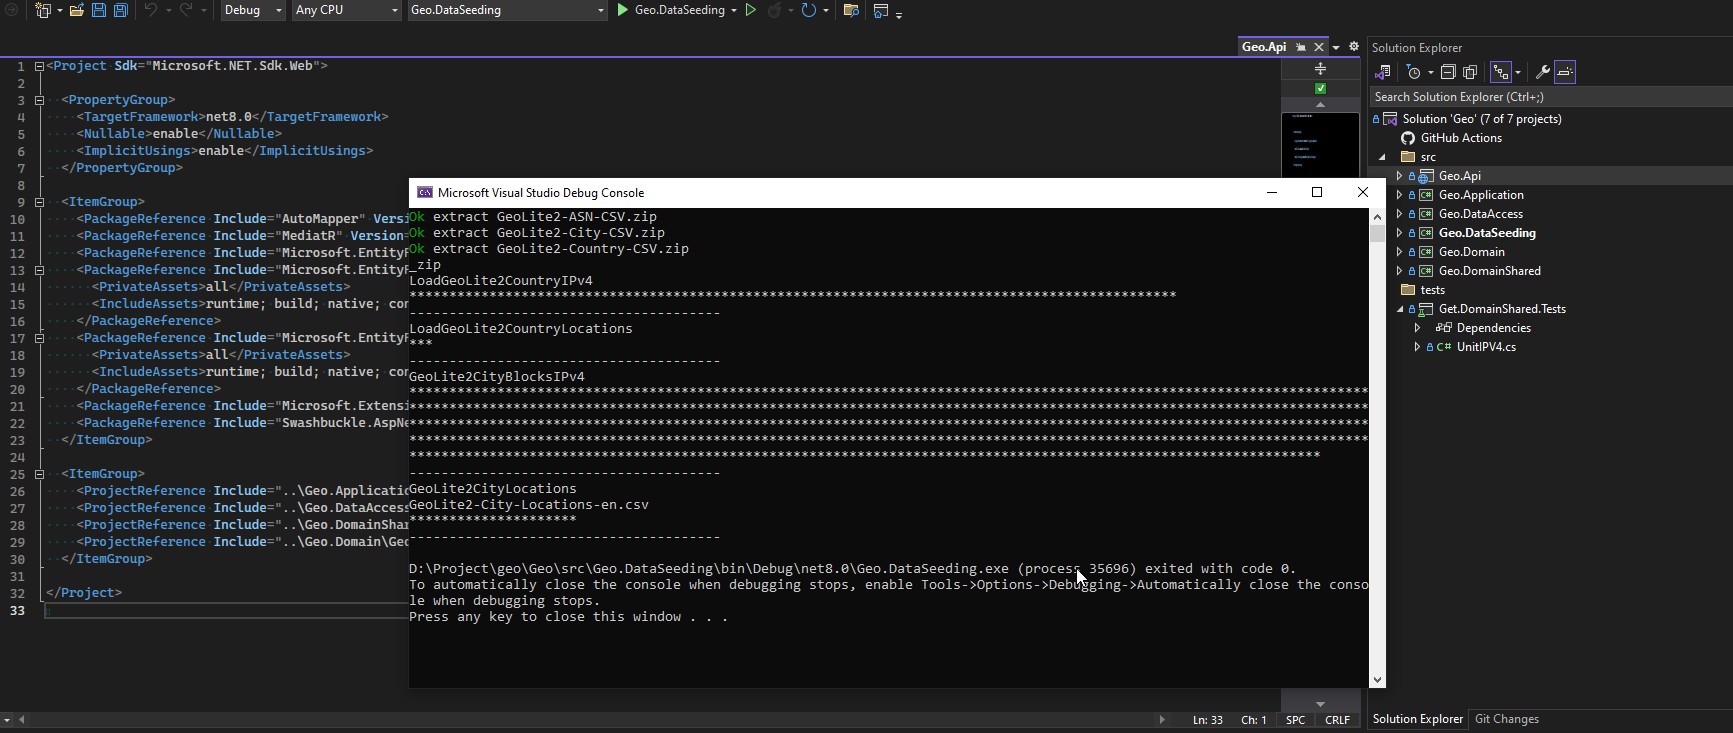 Debug
Any CPU
Geo.DataSeeding
Geo.DataSeeding
Geo.Api
1 <Project Sdk="Microsoft.NET.Sdk.Web">
2
3 <PropertyGroup>
4 <TargetFramework>net8.0</TargetFramework>
5 <Nullable>enable</Nullable>
6 <ImplicitUsings>enable</ImplicitUsings>
7 </PropertyGroup>
8
9 <ItemGroup>
10 <PackageReference Include="AutoMapper" Versi
11 <PackageReference Include="MediatR" Version=
12 <PackageReference Include="Microsoft.Entity
13 <PackageReference Include="Microsoft.Entity
14 <PrivateAssets>all</PrivateAssets>
15 <IncludeAssets>runtime; build; native; con
16 </PackageReference>
17 <PackageReference Include="Microsoft.Entity
18 <PrivateAssets>all</PrivateAssets>
19 <IncludeAssets>runtime; build; native; con
20 </PackageReference>
21 <PackageReference Include="Microsoft.Extensi
22 <PackageReference Include="Swashbuckle.AspNe
23 </ItemGroup>
24
25 <ItemGroup>
26 <ProjectReference Include="..\Geo.Applicatio
27 <ProjectReference Include="..\Geo.DataAccess
28 <ProjectReference Include="..\Geo.DomainShar
29 <ProjectReference Include="..\Geo.Domain\Geo
30 </ItemGroup>
31
32 </Project>
33
Microsoft Visual Studio Debug Console
Ok extract GeoLite2-ASN-CSV.zip
Ok extract GeoLite2-City-CSV.zip
Ok extract GeoLite2-Country-CSV.zip
_zip
LoadGeoLite2CountryIPv4
************************************************************************************************
---------------------------------------
LoadGeoLite2CountryLocations
***
---------------------------------------
GeoLite2CityBlocksIPv4
************************************************************************************************************************
************************************************************************************************************************
************************************************************************************************************************
************************************************************************************************************************
******************************************************************************************************************
---------------------------------------
GeoLite2CityLocations
GeoLite2-City-Locations-en.csv
*********************
---------------------------------------
D:\Project\geo\Geo\src\Geo.DataSeeding\bin\Debug\net8.0\Geo.DataSeeding.exe (process 35696) exited with code 0.
To automatically close the console when debugging stops, enable Tools->Options->Debugging->Automatically close the conso
le when debugging stops.
Press any key to close this window . . .
Ln: 33
Ch: 1
SPC
CRLF
Solution Explorer
Search Solution Explorer (Ctrl+;)
Solution 'Geo' (7 of 7 projects)
GitHub Actions
src
Geo.Api
Geo.Application
Geo.DataAccess
Geo.DataSeeding
Geo.Domain
Geo.DomainShared
tests
Get.DomainShared.Tests
Dependencies
C# UnitIPV4.cs
Solution Explorer
Git Changes